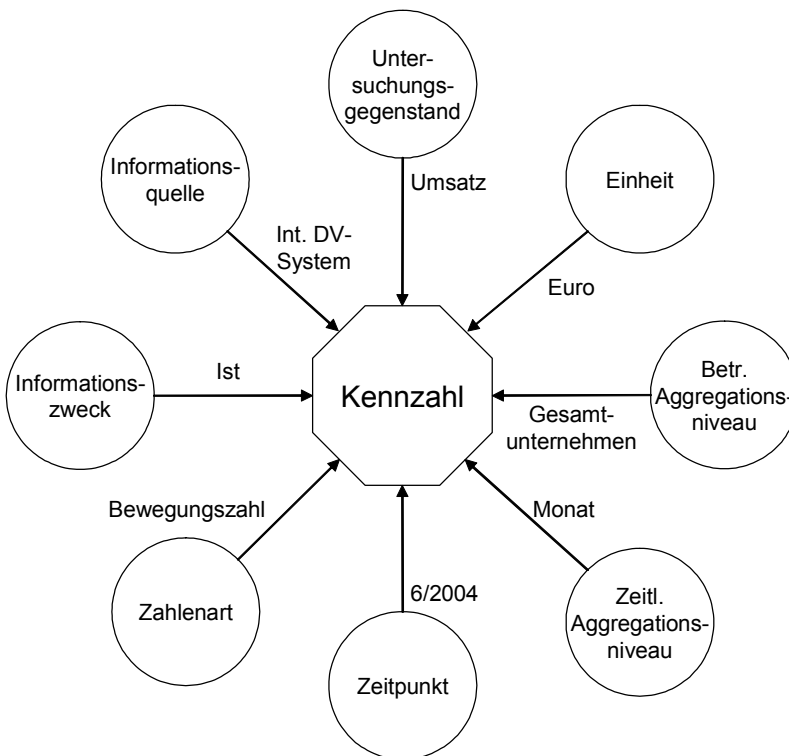 Unter-
suchungs-
gegenstand
Informations-
quelle
Einheit
Umsatz
Int. DV-
System
Euro
Informations-
zweck
Ist
Kennzahl
Betr.
Aggregations-
niveau
Gesamt-
unternehmen
Bewegungszahl
Monat
Zahlenart
6/2004
Zeitpunkt
Zeitl.
Aggregations-
niveau